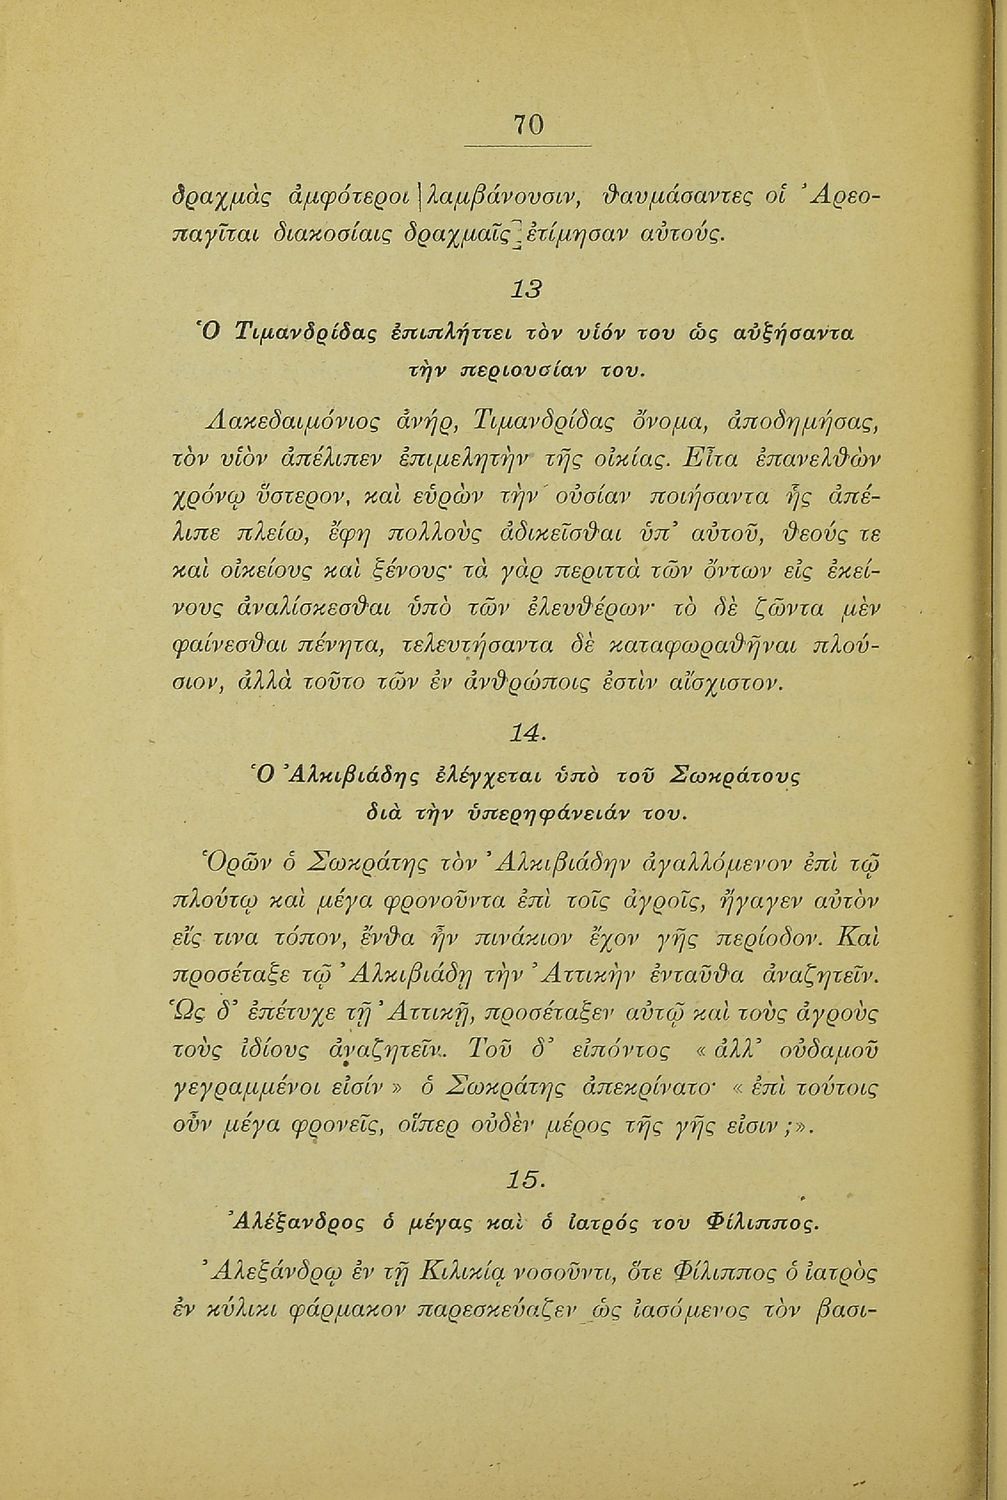 70
δραχμὰς ἀμφότεροι λαμβάνουσιν, θαυμάσαντες οἱ Ἀρεο-
παγῖται διακοσίαις δραχμαῖς ἐτίμησαν αὐτούς.
13
Ὁ Τιμανδρίδας ἐπιπλήττει τὸν υἱόν του ὡς αὐξήσαντα
τὴν περιουσίαν του.
Λακεδαιμόνιος ἀνήρ, Τιμανδρίδας ὄνομα, ἀποδημήσας,
τὸν υἱὸν ἀπέλιπεν ἐπιμελητὴν τῆς οἰκίας. Εἶτα ἐπανελθὼν
χρόνῳ ὕστερον, καὶ εὑρὼν τὴν οὐσίαν ποιήσαντα ἧς ἀπέ-
λιπε πλείω, ἔφη πολλοὺς ἀδικεῖσθαι ὑπ’ αὐτοῦ, θεούς τε
καὶ οἰκείους καὶ ξένους· τὰ γὰρ περιττὰ τῶν ὄντων εἰς ἐκεί-
νους ἀναλίσκεσθαι ὑπὸ τῶν ἐλευθέρων· τὸ δὲ ζῶντα μὲν
φαίνεσθαι πένητα, τελευτήσαντα δὲ καταφωραθῆναι πλού-
σιον, ἀλλὰ τοῦτο τῶν ἐν ἀνθρώποις ἐστὶν αἴσχιστον.
14.
Ὁ Ἀλκιβιάδης ἐλέγχεται ὑπὸ τοῦ Σωκράτους
διὰ τὴν ὑπερηφάνειάν του.
Ὁρῶν ὁ Σωκράτης τὸν Ἀλκιβιάδην ἀγαλλόμενον ἐπὶ τῷ
πλούτῳ καὶ μέγα φρονοῦντα ἐπὶ τοῖς ἀγροῖς, ἤγαγεν αὐτὸν
εἴς τινα τόπον, ἔνθα ἦν πινάκιον ἔχον γῆς περίοδον. Καὶ
προσέταξε τῷ Ἀλκιβιάδῃ τὴν Ἀττικὴν ἐνταῦθα ἀναζητεῖν.
Ὡς δ’ ἐπέτυχε τῇ Ἀττικῇ, προσέταξεν αὐτῷ καὶ τοὺς ἀγροὺς
τοὺς ἰδίους ἀναζητεῖν. Τοῦ δ’ εἰπόντος « ἀλλ’ οὐδαμοῦ
γεγραμμένοι εἰσίν » ὁ Σωκράτης ἀπεκρίνατο· « ἐπὶ τούτοις
οὖν μέγα φρονεῖς, οἵπερ οὐδὲν μέρος τῆς γῆς εἰσιν ;».
15.
Ἀλέξανδρος ὁ μέγας καὶ ὁ ἰατρός του Φίλιππος.
Ἀλεξάνδρῳ ἐν τῇ Κιλικίᾳ νοσοῦντι, ὅτε Φίλιππος ὁ ἰατρὸς
ἐν κύλικι φάρμακον παρεσκεύαζεν ὡς ἰασόμενος τὸν βασι-